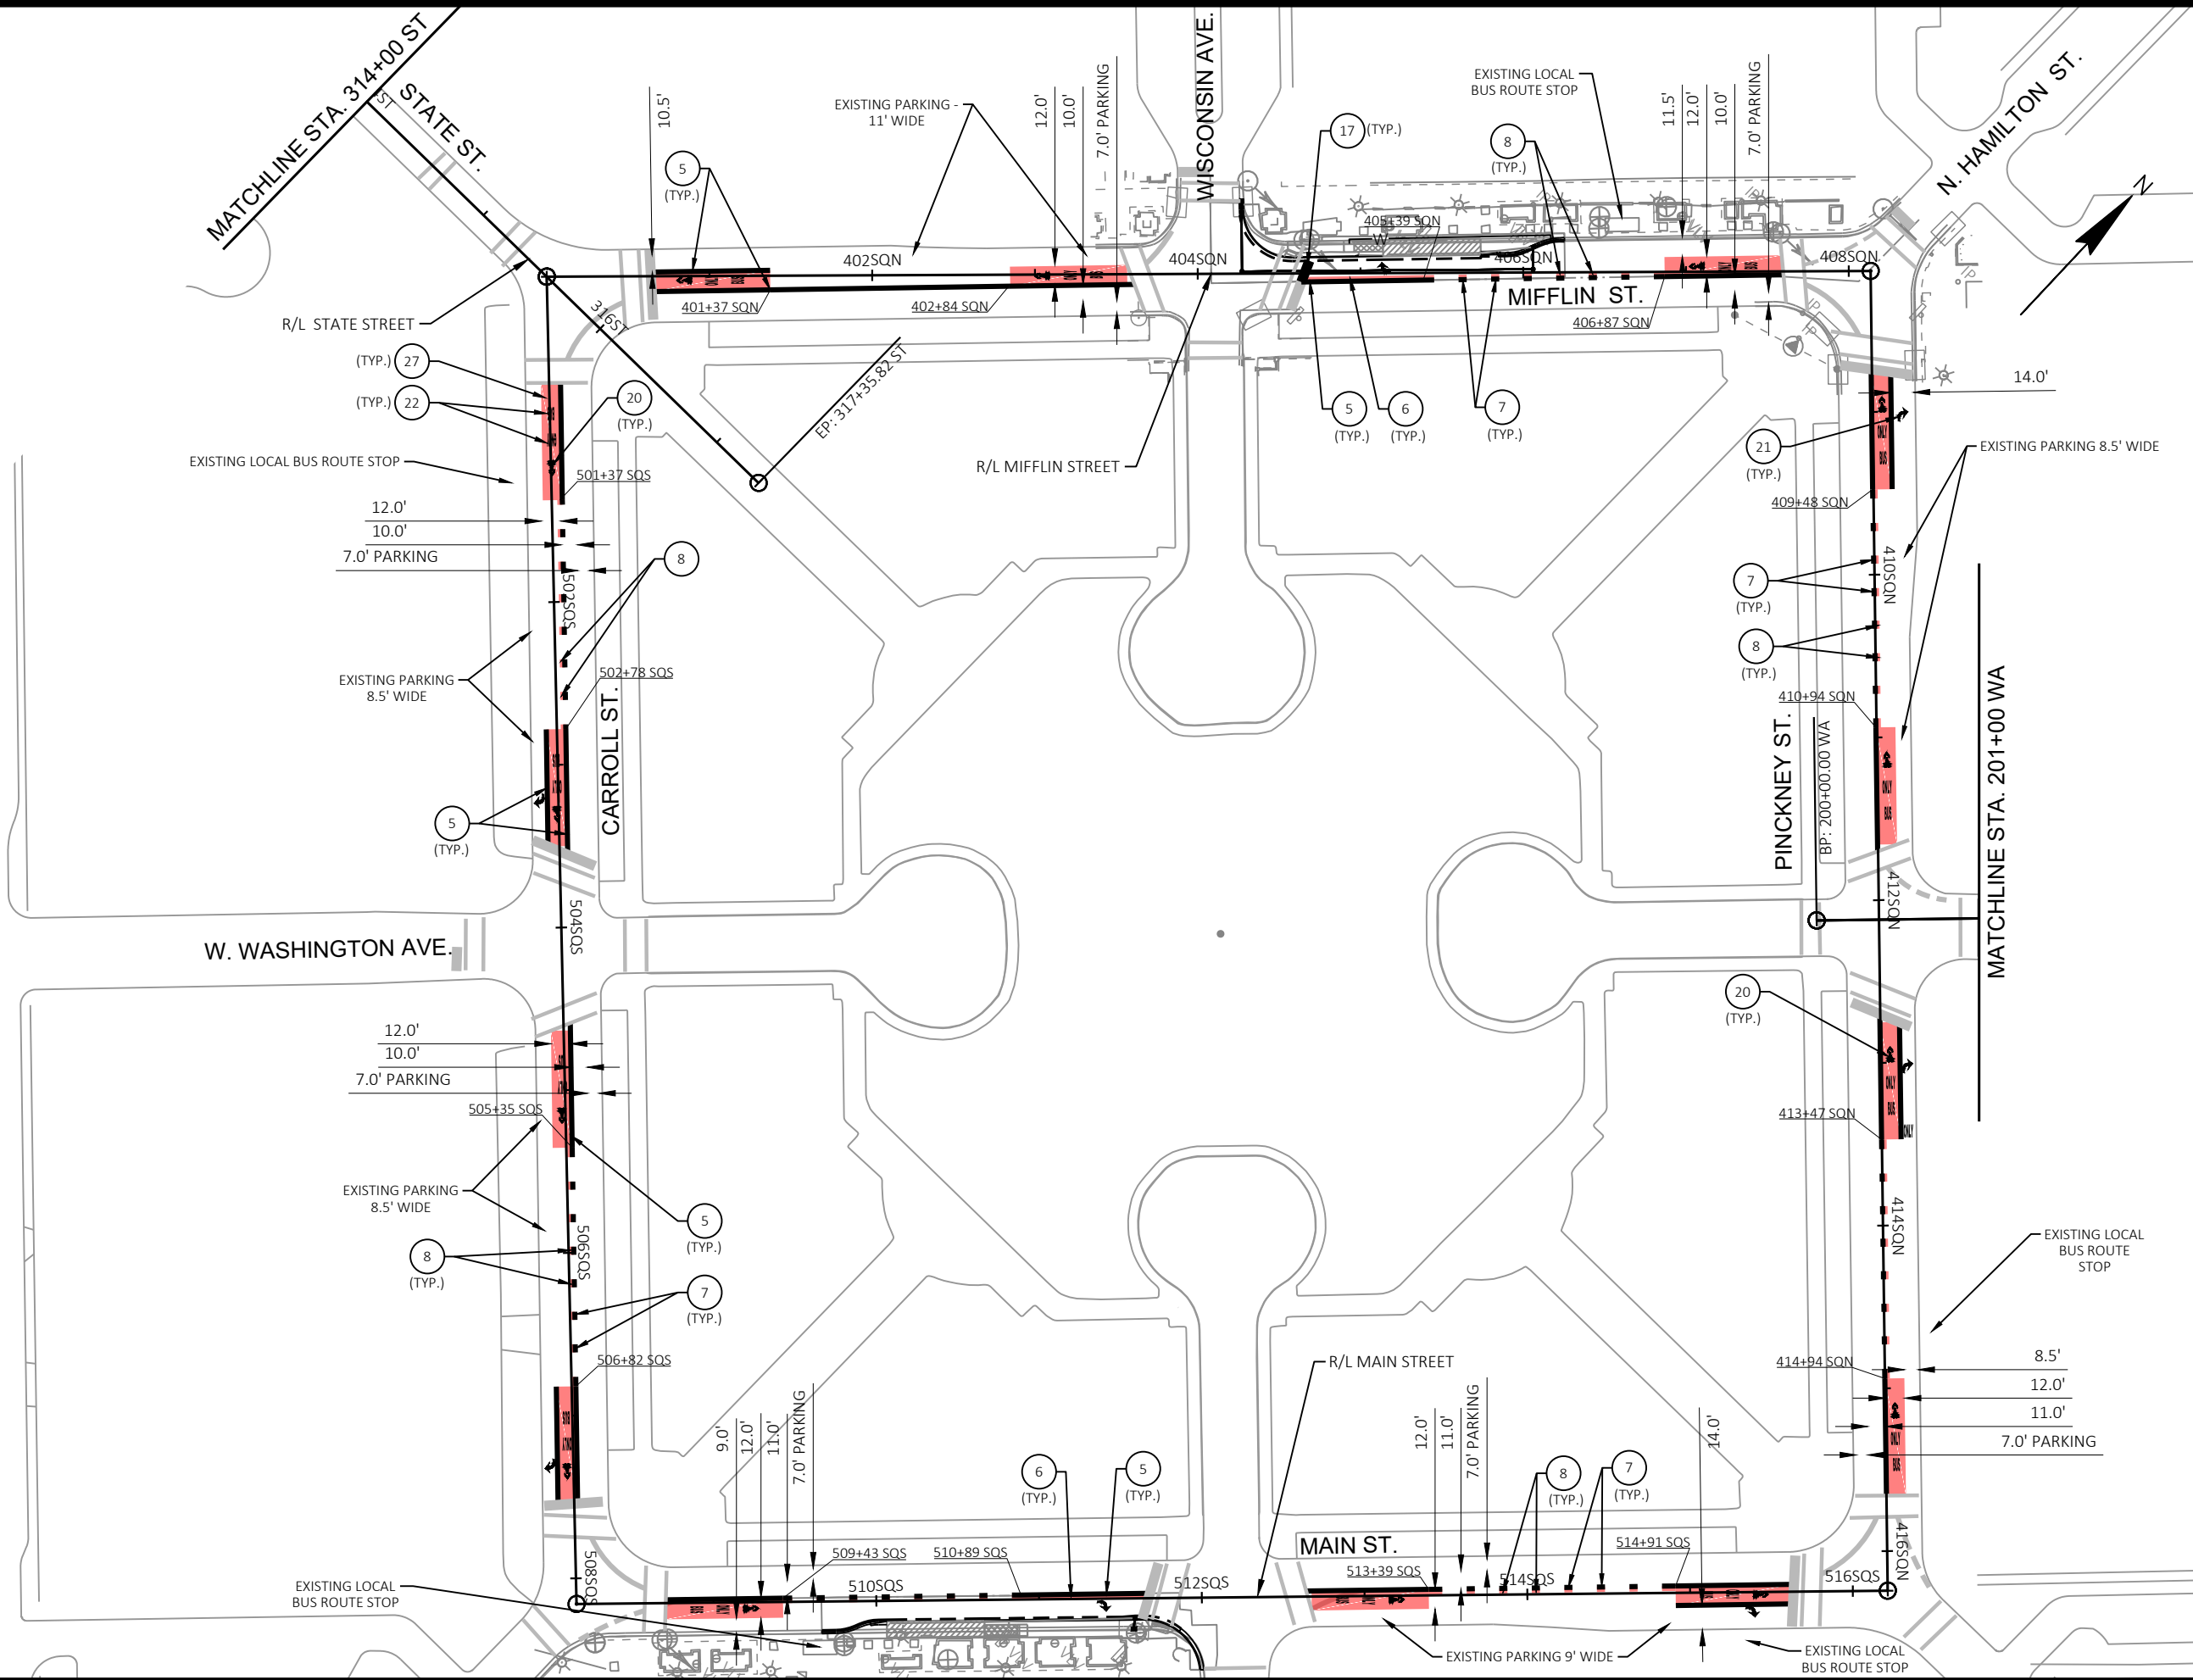 MATCHLINE STA. 314+00 ST
STATE ST.
10.5'
5
(TYP.)
EXISTING PARKING -
11' WIDE
12.0'
10.0'
7.0' PARKING
WISCONSIN AVE.
17
(TYP.)
EXISTING LOCAL
BUS ROUTE STOP
8
(TYP.)
11.5'
12.0'
10.0'
7.0' PARKING
N. HAMILTON ST.
N
402SQN
404SQN
405+39 SQN
W
406SQN
408SQN
401+37 SQN
402+84 SQN
MIFFLIN ST.
406+87 SQN
R/L STATE STREET
316ST
EP: 317+35.82 ST
(TYP.)
27
(TYP.)
22
20
(TYP.)
5
(TYP.)
6
(TYP.)
7
(TYP.)
14.0'
R/L MIFFLIN STREET
21
(TYP.)
ONLY
BUS
EXISTING PARKING 8.5' WIDE
EXISTING LOCAL BUS ROUTE STOP
501+37 SQS
409+48 SQN
12.0'
10.0'
7.0' PARKING
8
502SQS
410SQN
7
(TYP.)
8
(TYP.)
EXISTING PARKING
8.5' WIDE
502+78 SQS
410+94 SQN
CARROLL ST.
PINCKNEY ST.
BP: 200+00.00 WA
ONLY
BUS
MATCHLINE STA. 201+00 WA
5
(TYP.)
504SQS
412SQN
W. WASHINGTON AVE.
20
(TYP.)
12.0'
10.0'
7.0' PARKING
505+35 SQS
ONLY
BUS
413+47 SQN
ONLY
EXISTING PARKING
8.5' WIDE
5
(TYP.)
506SQS
414SQN
8
(TYP.)
7
(TYP.)
EXISTING LOCAL
BUS ROUTE
STOP
506+82 SQS
414+94 SQN
8.5'
12.0'
11.0'
7.0' PARKING
ONLY
BUS
R/L MAIN STREET
BUS
ONLY
9.0'
12.0'
11.0'
7.0' PARKING
6
(TYP.)
5
(TYP.)
12.0'
11.0'
7.0' PARKING
8
(TYP.)
7
(TYP.)
14.0'
MAIN ST.
509+43 SQS
510+89 SQS
513+39 SQS
514+91 SQS
508SQS
510SQS
512SQS
514SQS
516SQS
416SQN
BUS
ONLY
EXISTING LOCAL
BUS ROUTE STOP
EXISTING PARKING 9' WIDE
EXISTING LOCAL
BUS ROUTE STOP